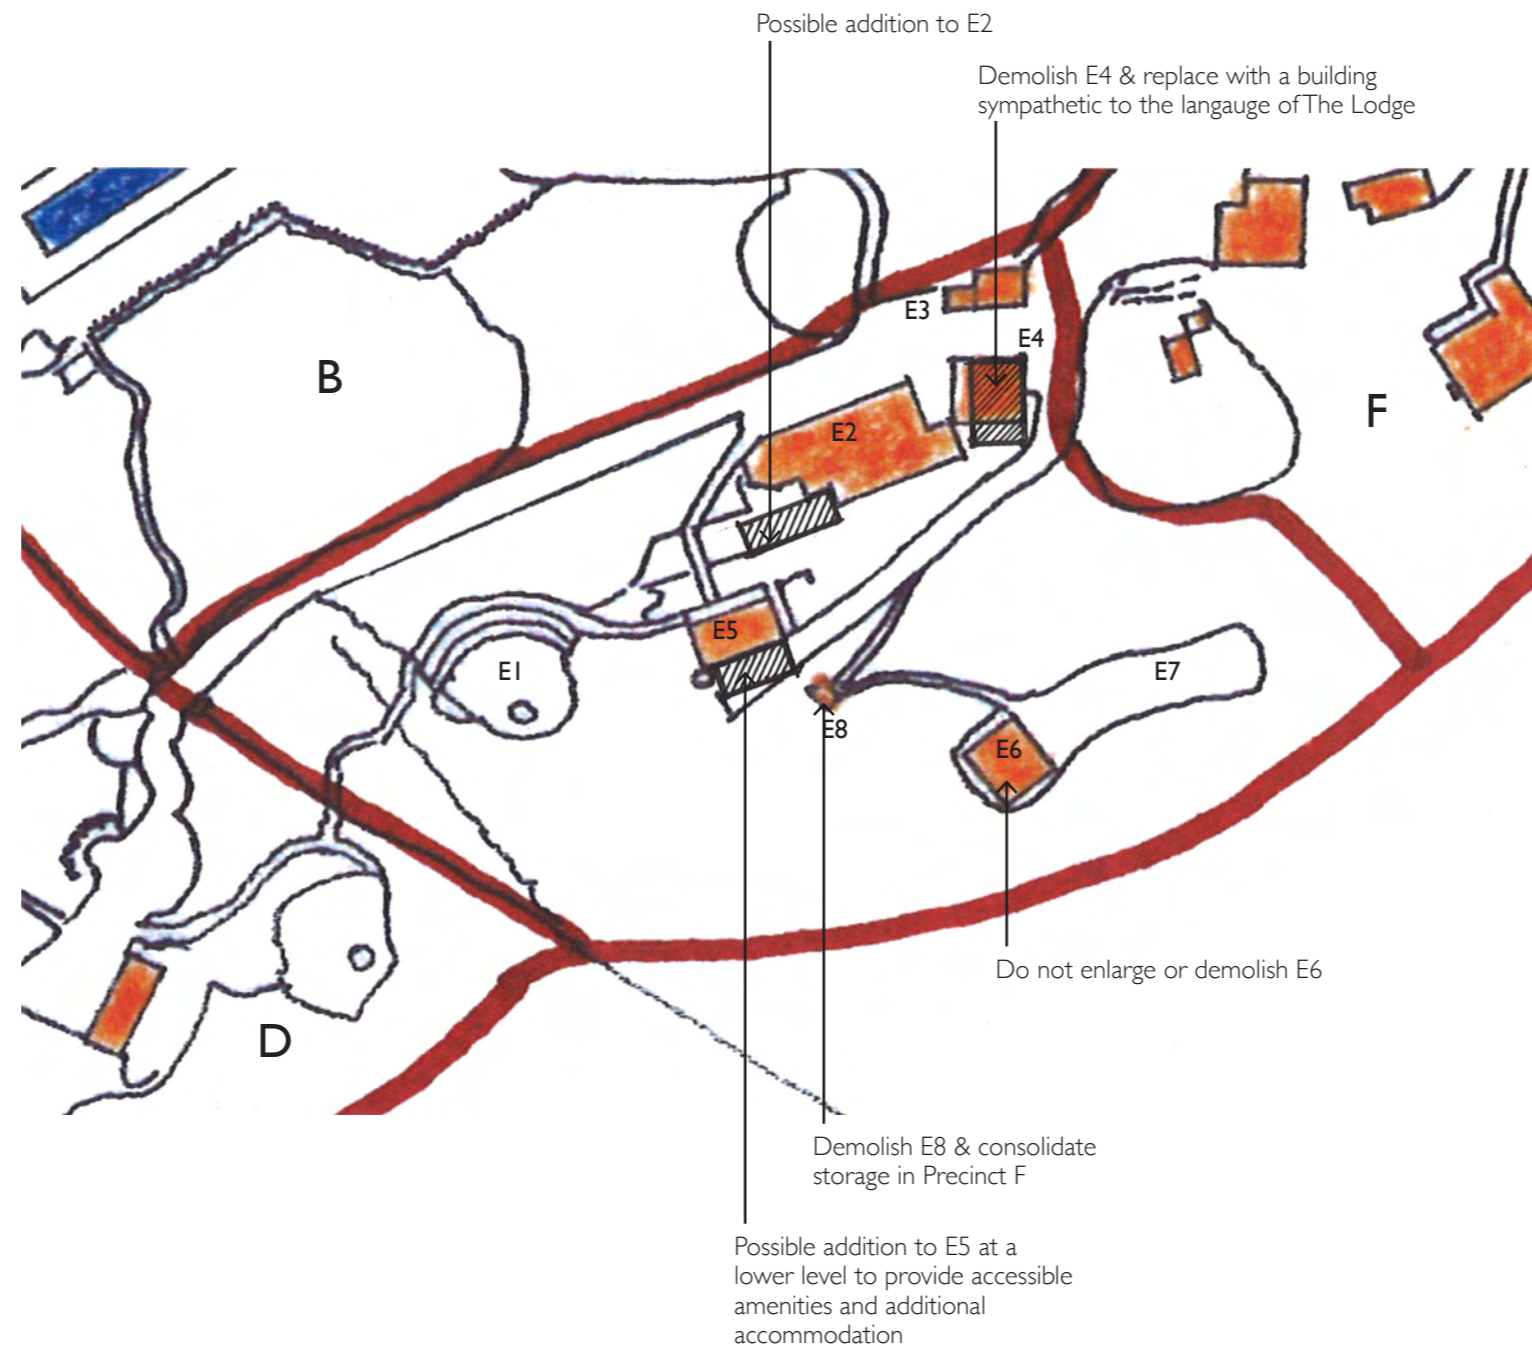 Possible addition to E2
Demolish E4 & replace with a building
sympathetic to the langauge of The Lodge
E3
E4
B
F
E2
E5
E1
E7
E8
E6
Do not enlarge or demolish E6
D
Demolish E8 & consolidate
storage in Precinct F
Possible addition to E5 at a
lower level to provide accessible
amenities and additional
accommodation